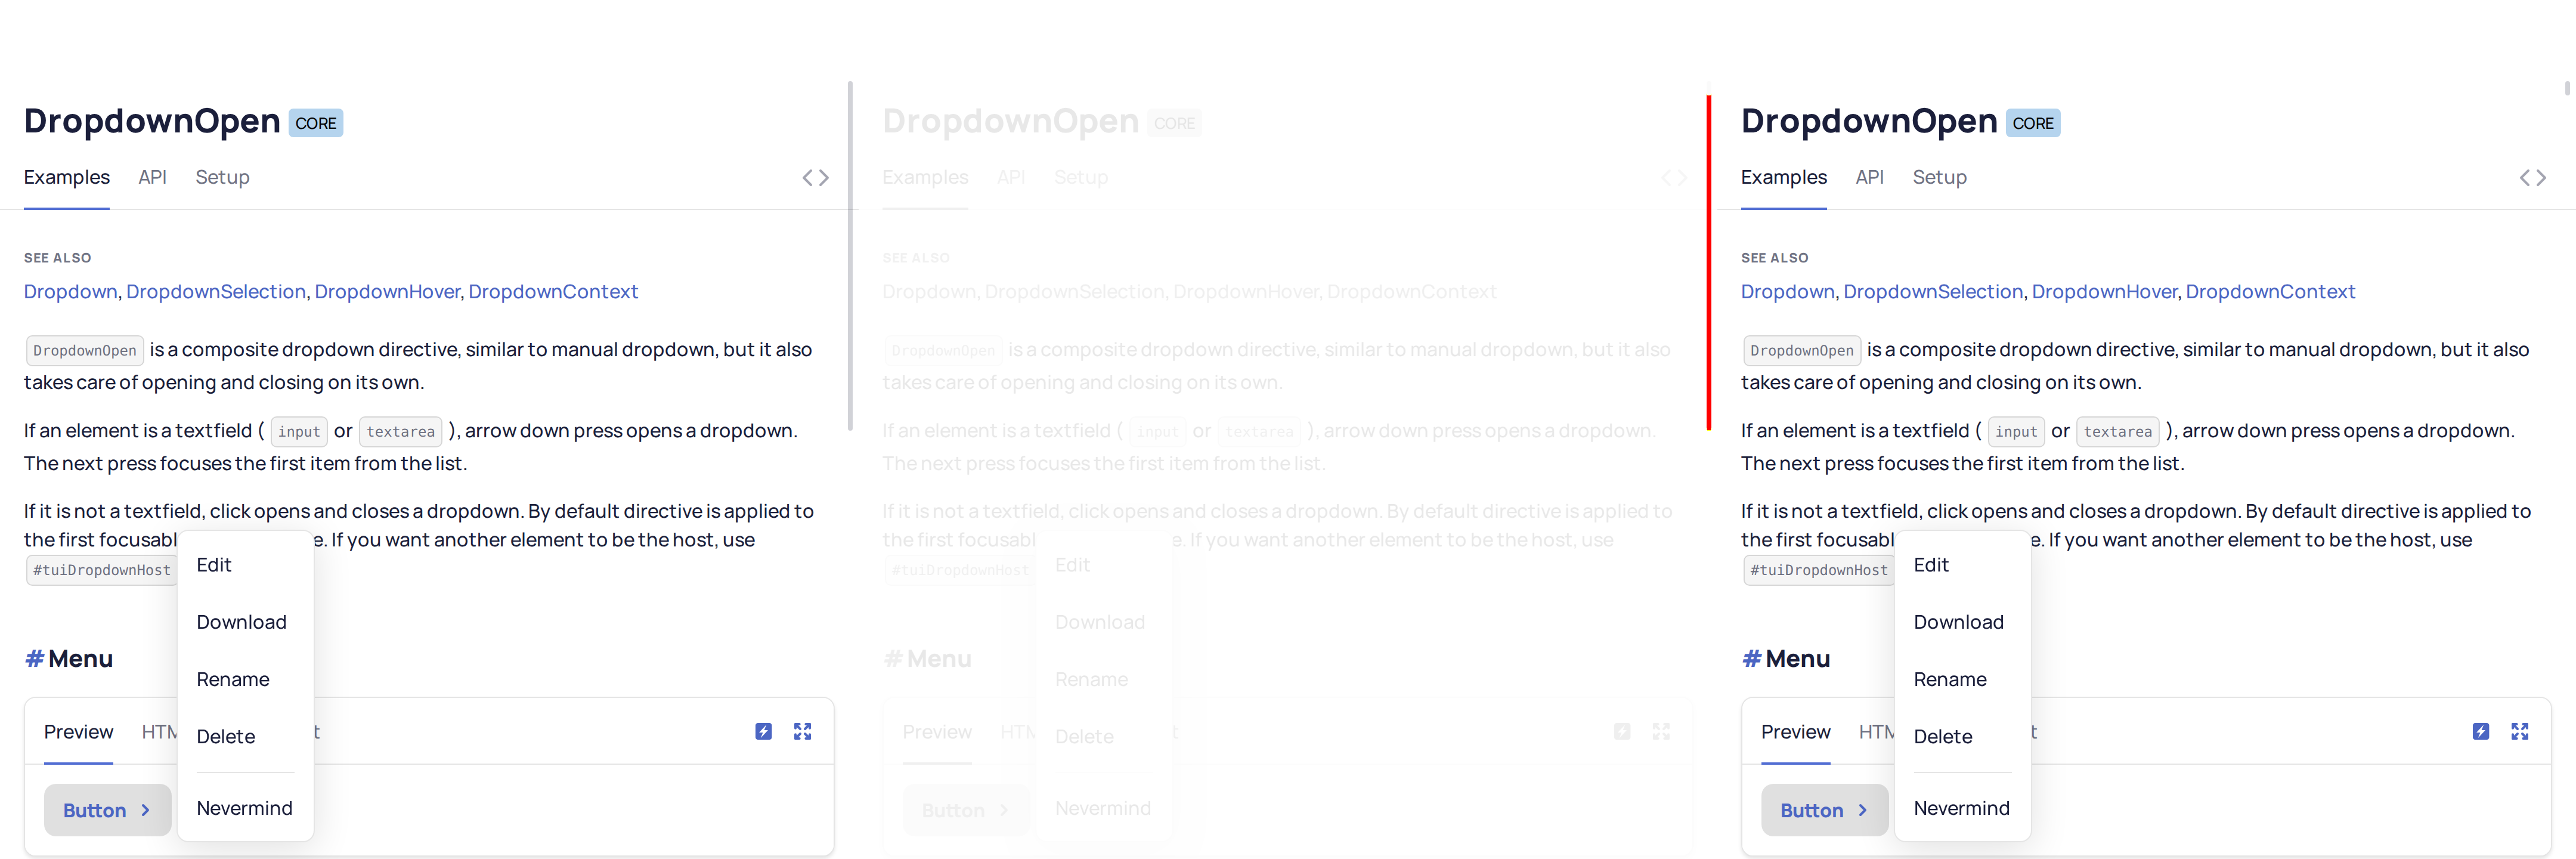 DropdownOpen CORE
Examples API Setup
SEE ALSO
Dropdown, DropdownSelection, DropdownHover, DropdownContext
DropdownOpen is a composite dropdown directive, similar to manual dropdown, but it also
takes care of opening and closing on its own.
If an element is a textfield ( input or textarea ), arrow down press opens a dropdown.
The next press focuses the first item from the list.
If it is not a textfield, click opens and closes a dropdown. By default directive is applied to
the first focusabl e. If you want another element to be the host, use
#tuiDropdownHost
Edit
Download
# Menu
Rename
Preview HTM t
Delete
Button
Nevermind
DropdownOpen CORE
Examples API Setup
SEE ALSO
Dropdown, DropdownSelection, DropdownHover, DropdownContext
DropdownOpen is a composite dropdown directive, similar to manual dropdown, but it also
takes care of opening and closing on its own.
If an element is a textfield ( input or textarea ), arrow down press opens a dropdown.
The next press focuses the first item from the list.
If it is not a textfield, click opens and closes a dropdown. By default directive is applied to
the first focusabl e. If you want another element to be the host, use
#tuiDropdownHost
Edit
Download
# Menu
Rename
Preview HTM t
Delete
Button
Nevermind
DropdownOpen CORE
Examples API Setup
SEE ALSO
Dropdown, DropdownSelection, DropdownHover, DropdownContext
DropdownOpen is a composite dropdown directive, similar to manual dropdown, but it also
takes care of opening and closing on its own.
If an element is a textfield ( input or textarea ), arrow down press opens a dropdown.
The next press focuses the first item from the list.
If it is not a textfield, click opens and closes a dropdown. By default directive is applied to
the first focusabl e. If you want another element to be the host, use
#tuiDropdownHost
Edit
Download
# Menu
Rename
Preview HTM t
Delete
Button
Nevermind